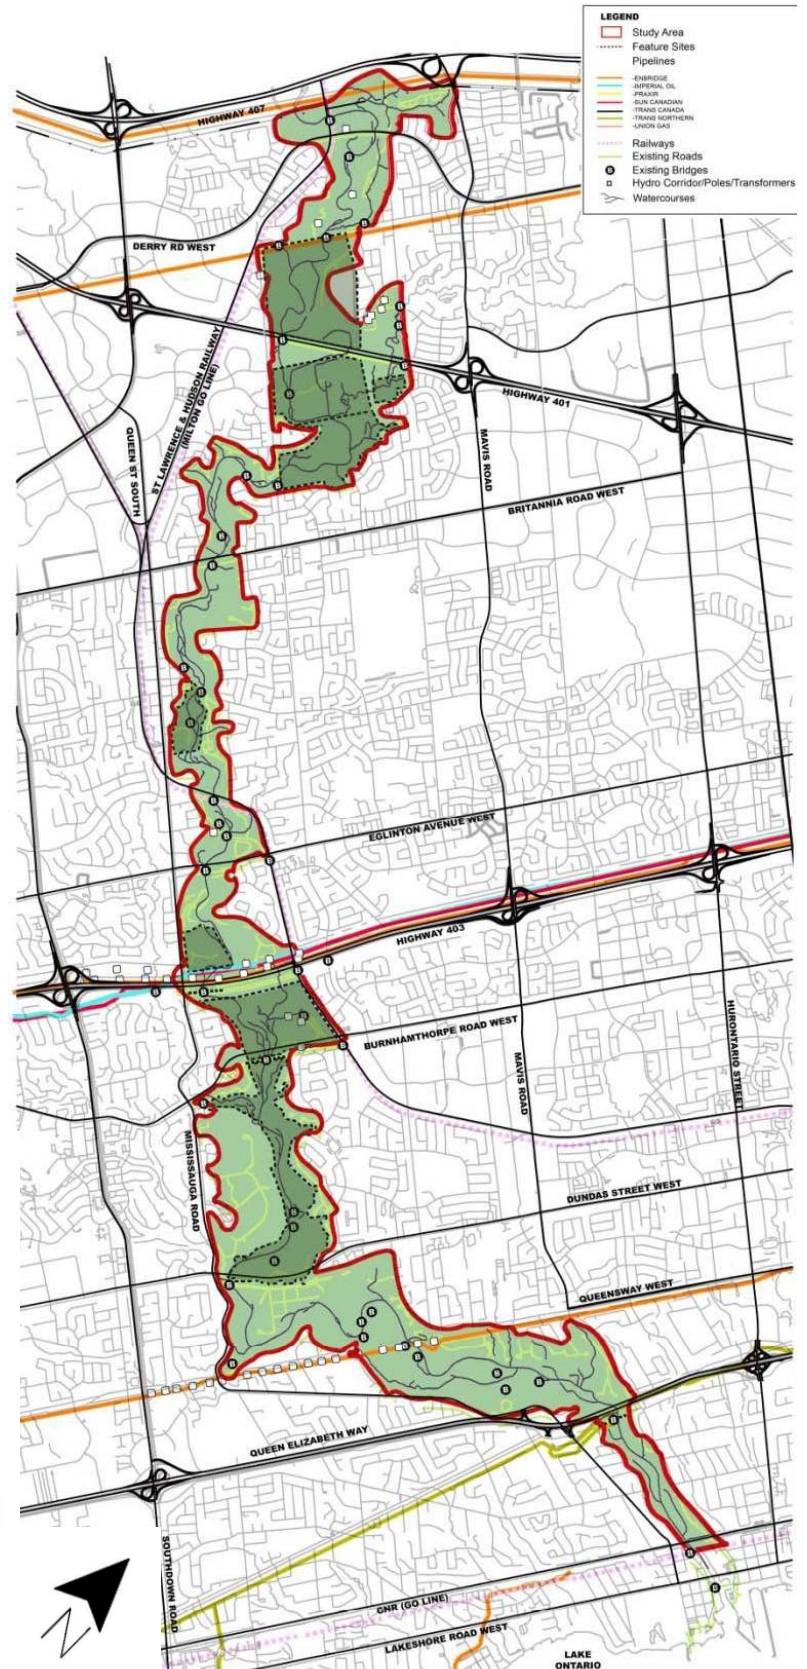 LEGEND
Study Area
Feature Sites
Pipelines
-ENBRIDGE
-IMPERIAL OIL
-PRAXIR
-SUN CANADIAN
-TRANS CANADA
-TRANS NORTHERN
-UNION GAS
Railways
Existing Roads
B Existing Bridges
Hydro Corridor/Poles/Transformers
Watercourses
HIGHWAY 407
DERRY RD WEST
ST LAWRENCE & HUDSON RAILWAY
(MILTON GO LINE)
HIGHWAY 401
QUEEN ST SOUTH
MAVIS ROAD
BRITANNIA ROAD WEST
EGLINTON AVENUE WEST
HIGHWAY 403
BURNHAMTHORPE ROAD WEST
MAVIS ROAD
HURONTARIO STREET
MISSISSAUGA ROAD
DUNDAS STREET WEST
QUEENSWAY WEST
QUEEN ELIZABETH WAY
SOUTHDOWN ROAD
N
CNR (GO LINE)
LAKESHORE ROAD WEST
LAKE
ONTARIO